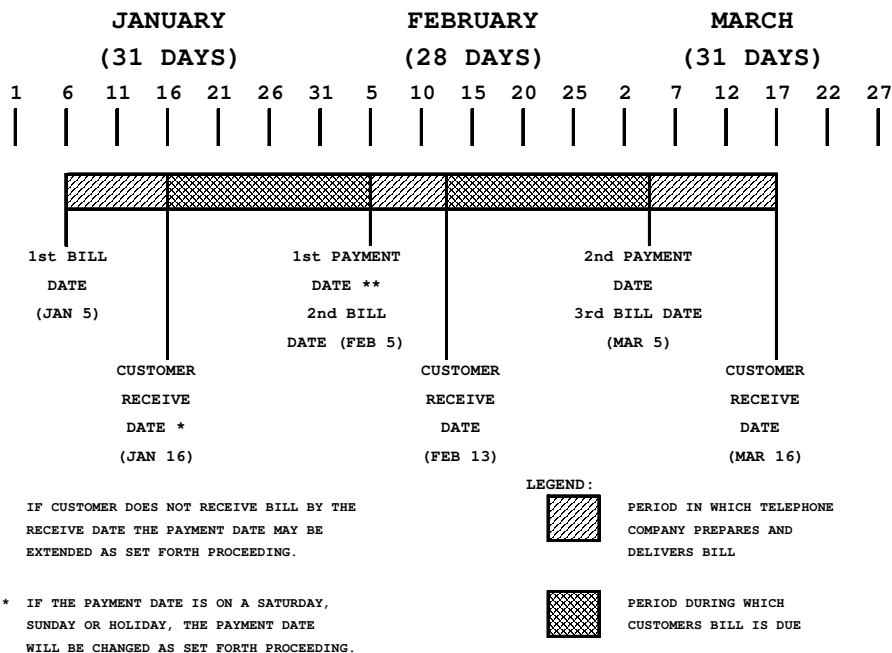 JANUARY FEBRUARY MARCH
(31 DAYS) (28 DAYS) (31 DAYS)
1 6 11 16 21 26 31 5 10 15 20 25 2 7 12 17 22 27
1st BILL
DATE
(JAN 5)
1st PAYMENT
DATE **
2nd BILL
DATE (FEB 5)
2nd PAYMENT
DATE
3rd BILL DATE
(MAR 5)
CUSTOMER
RECEIVE
DATE *
(JAN 16)
CUSTOMER
RECEIVE
DATE
(FEB 13)
CUSTOMER
RECEIVE
DATE
(MAR 16)
IF CUSTOMER DOES NOT RECEIVE BILL BY THE
RECEIVE DATE THE PAYMENT DATE MAY BE
EXTENDED AS SET FORTH PROCEEDING.
* IF THE PAYMENT DATE IS ON A SATURDAY,
SUNDAY OR HOLIDAY, THE PAYMENT DATE
WILL BE CHANGED AS SET FORTH PROCEEDING.
LEGEND:
PERIOD IN WHICH TELEPHONE
COMPANY PREPARES AND
DELIVERS BILL
PERIOD DURING WHICH
CUSTOMERS BILL IS DUE